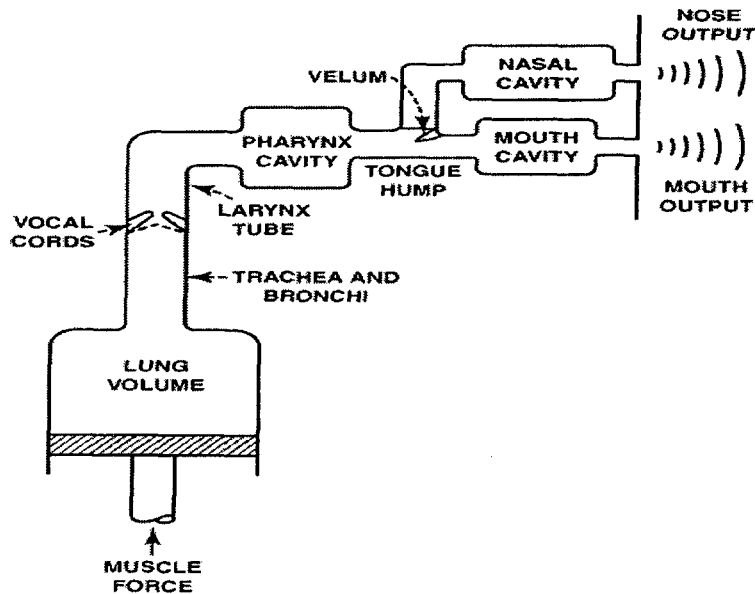 NOSE
OUTPUT
VELUM
NASAL
CAVITY
PHARYNX
CAVITY
MOUTH
CAVITY
TONGUE
HUMP
MOUTH
OUTPUT
VOCAL
CORDS
LARYNX
TUBE
TRACHEA AND
BRONCHI
LUNG
VOLUME
MUSCLE
FORCE